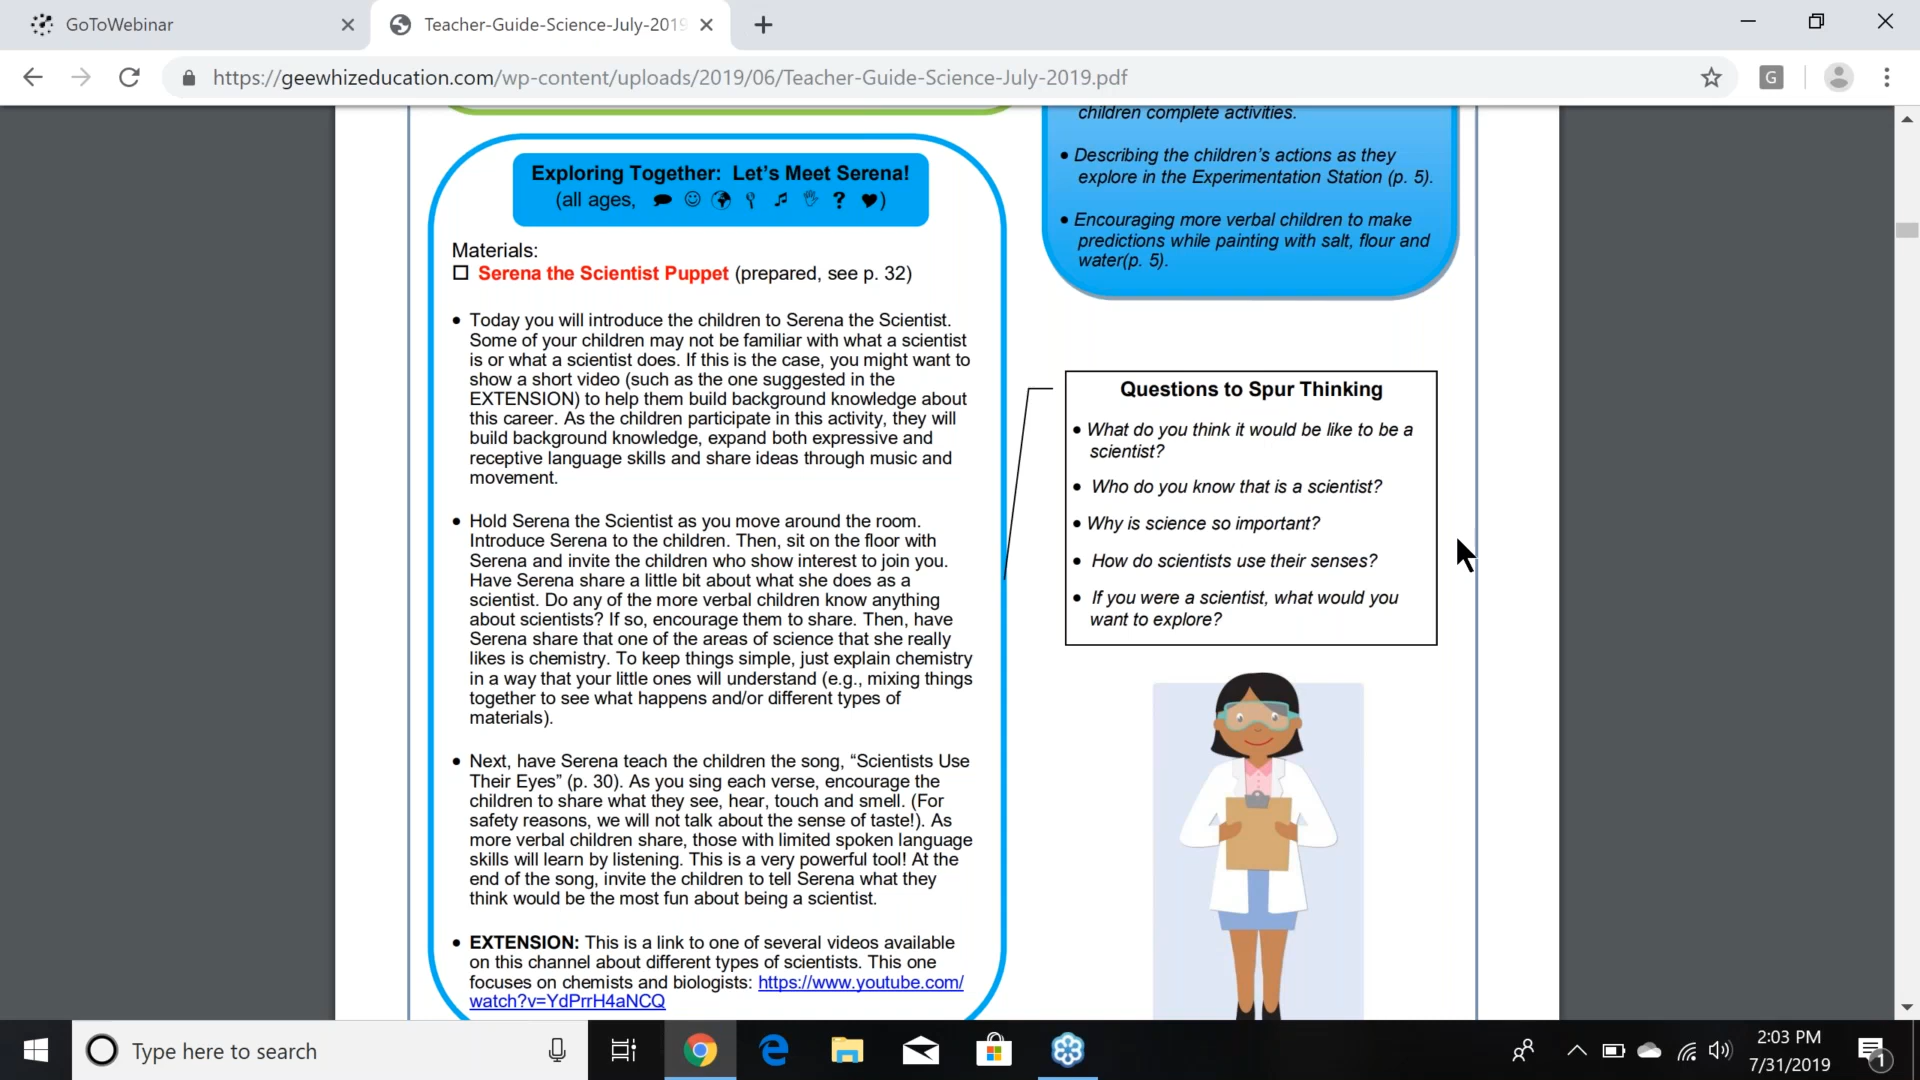 GoToWebinar
Teacher-Guide-Science-July-2019
https://geewhizeducation.com/wp-content/uploads/2019/06/Teacher-Guide-Science-July-2019.pdf
G
Exploring Together:  Let's Meet Serena!
(all ages, ?)
Materials:
Serena the Scientist Puppet (prepared, see p. 32)
• Today you will introduce the children to Serena the Scientist.
Some of your children may not be familiar with what a scientist
is or what a scientist does. If this is the case, you might want to
show a short video (such as the one suggested in the
EXTENSION) to help them build background knowledge about
this career. As the children participate in this activity, they will
build background knowledge, expand both expressive and
receptive language skills and share ideas through music and
movement.
• Hold Serena the Scientist as you move around the room.
Introduce Serena to the children. Then, sit on the floor with
Serena and invite the children who show interest to join you.
Have Serena share a little bit about what she does as a
scientist. Do any of the more verbal children know anything
about scientists? If so, encourage them to share. Then, have
Serena share that one of the areas of science that she really
likes is chemistry. To keep things simple, just explain chemistry
in a way that your little ones will understand (e.g., mixing things
together to see what happens and/or different types of
materials).
• Next, have Serena teach the children the song, “Scientists Use
Their Eyes” (p. 30). As you sing each verse, encourage the
children to share what they see, hear, touch and smell. (For
safety reasons, we will not talk about the sense of taste!). As
more verbal children share, those with limited spoken language
skills will learn by listening. This is a very powerful tool! At the
end of the song, invite the children to tell Serena what they
think would be the most fun about being a scientist.
• EXTENSION: This is a link to one of several videos available
on this channel about different types of scientists. This one
focuses on chemists and biologists: https://www.youtube.com/
watch?v=YdPrrH4aNCQ
children complete activities.
• Describing the children's actions as they
explore in the Experimentation Station (p. 5).
• Encouraging more verbal children to make
predictions while painting with salt, flour and
water(p. 5).
Questions to Spur Thinking
• What do you think it would be like to be a
scientist?
• Who do you know that is a scientist?
• Why is science so important?
• How do scientists use their senses?
• If you were a scientist, what would you
want to explore?
Type here to search
2:03 PM
7/31/2019
1